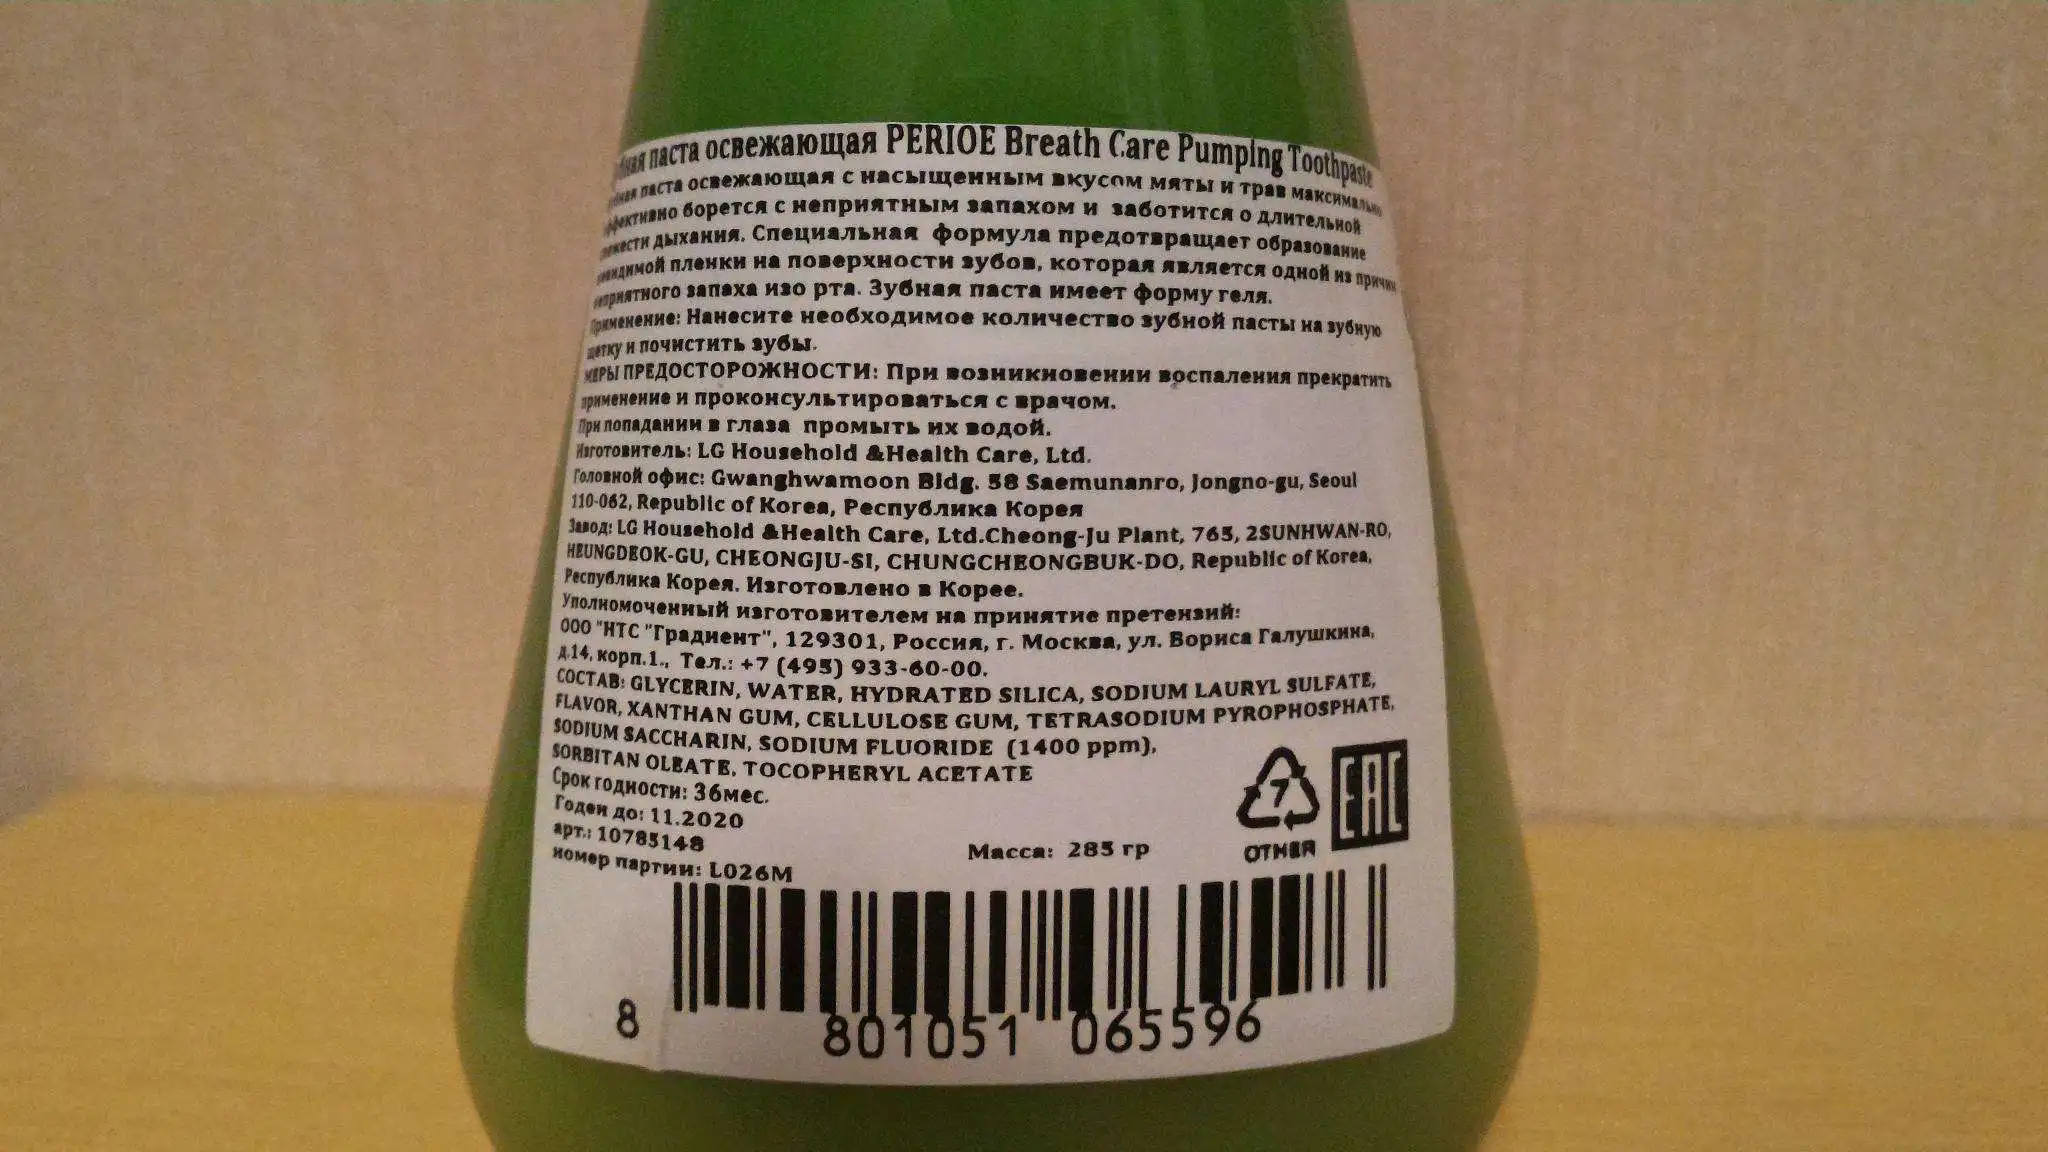 Зубная паста освежающая PERIOE Breath Care Pumping Toothpaste
Зубная паста освежающая с насыщенным вкусом мяты и трав максимально
эффективно борется с неприятным запахом и заботится о длительной
свежести дыхания. Специальная формула предотвращает образование
невидимой пленки на поверхности зубов, которая является одной из причин
неприятного запаха изо рта. Зубная паста имеет форму геля.
Применение: Нанесите необходимое количество зубной пасты на зубную
щетку и почистить зубы.
МЕРЫ ПРЕДОСТОРОЖНОСТИ: При возникновении воспаления прекратить
применение и проконсультироваться с врачом.
При попадании в глаза промыть их водой.
Изготовитель: LG Household &Health Care, Ltd.
Головной офис: Gwanghwamoon Bldg. 58 Saemunanro, Jongno-gu, Seoul
110-062, Republic of Korea, Республика Корея
Завод: LG Household &Health Care, Ltd.Cheong-Ju Plant, 765, 2SUNHWAN-RO,
HEUNGDEOK-GU, CHEONGJU-SI, CHUNGCHEONGBUK-DO, Republic of Korea,
Республика Корея. Изготовлено в Корее.
Уполномоченный изготовителем на принятие претензий:
ООО "НТС "Градиент", 129301, Россия, г. Москва, ул. Бориса Галушкина,
д.14, корп.1., Тел.: +7 (495) 933-60-00.
СОСТАВ: GLYCERIN, WATER, HYDRATED SILICA, SODIUM LAURYL SULFATE,
FLAVOR, XANTHAN GUM, CELLULOSE GUM, TETRASODIUM PYROPHOSPHATE,
SODIUM SACCHARIN, SODIUM FLUORIDE (1400 ppm),
SORBITAN OLEATE, TOCOPHERYL ACETATE
Срок годности: 36мес.
Годен до: 11.2020
арт.: 10785148
номер партии: L026M
Масса: 285 гр
7
OTHER
EAC
8 801051 065596